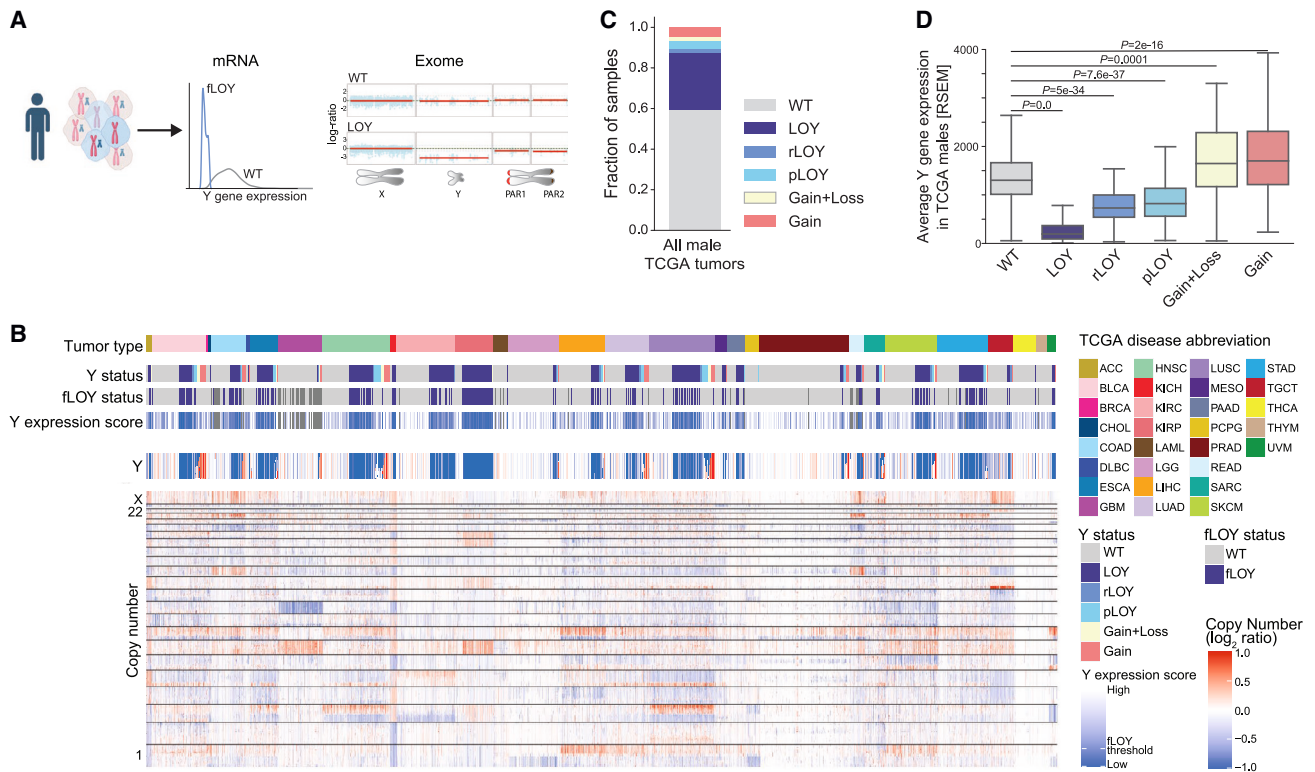 A
mRNA
fLOY
WT
Y gene expression
Exome
WT
2
0
-2
log-ratio
LOY
0
-3
X
Y
PAR1
PAR2
C
Fraction of samples
1.0
0.8
0.6
0.4
0.2
0.0
All male
TCGA tumors
WT
LOY
rLOY
pLOY
Gain+Loss
Gain
D
Average Y gene expression
in TCGA males [RSEM]
4000
2000
0
P=2e-16
P=0.0001
P=7.6e-37
P=5e-34
P=0.0
WT
LOY
rLOY
pLOY
Gain+Loss
Gain
B
Tumor type
Y status
fLOY status
Y expression score
Y
X
22
Copy number
1
TCGA disease abbreviation
ACC HNSC LUSC STAD
BLCA KICH MESO TGCT
BRCA KIRC PAAD THCA
CHOL KIRP PCPG THYM
COAD LAML PRAD UVM
DLBC LGG READ
ESCA LIHC SARC
GBM LUAD SKCM
Y status
WT
LOY
rLOY
pLOY
Gain+Loss
Gain
fLOY status
WT
fLOY
Y expression score
High
fLOY
threshold
Low
Copy Number
(log2 ratio)
1.0
0.5
0.0
-0.5
-1.0